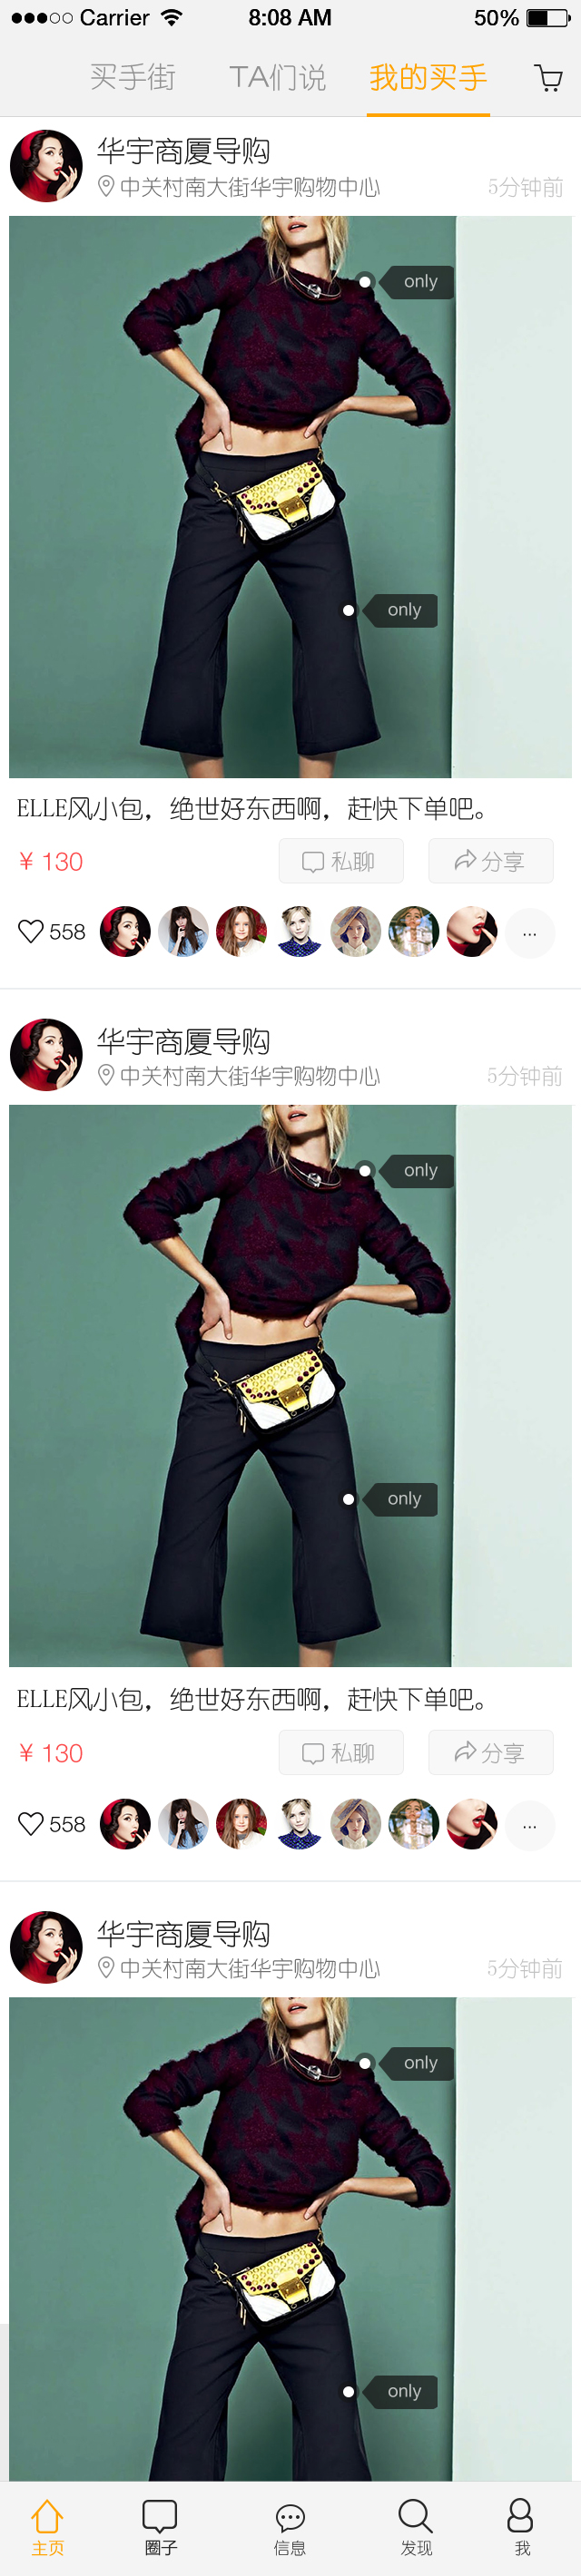 Carrier 8:08 AM 50%
买手街 TA们说 我的买手
华宇商厦导购
中关村南大街华宇购物中心 5分钟前
only
only
ELLE风小包，绝世好东西啊，赶快下单吧。
¥ 130 私聊 分享
558 ...
华宇商厦导购
中关村南大街华宇购物中心 5分钟前
only
only
ELLE风小包，绝世好东西啊，赶快下单吧。
¥ 130 私聊 分享
558 ...
华宇商厦导购
中关村南大街华宇购物中心 5分钟前
only
only
主页 圈子 信息 发现 我